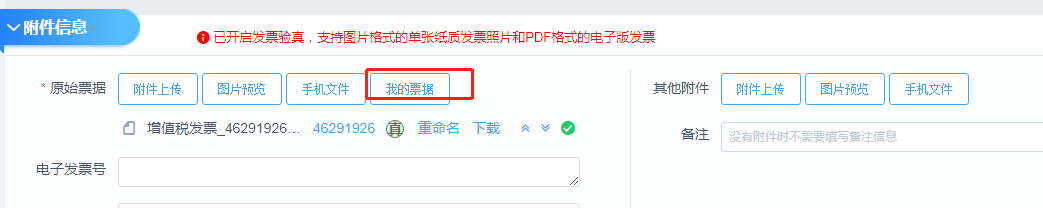 附件信息
已开启发票验真，支持图片格式的单张纸质发票照片和PDF格式的电子版发票
* 原始票据 附件上传 图片预览 手机文件 我的票据
增值税发票_46291926... 46291926 真 重命名 下载
电子发票号
其他附件 附件上传 图片预览 手机文件
备注 没有附件时不需要填写备注信息